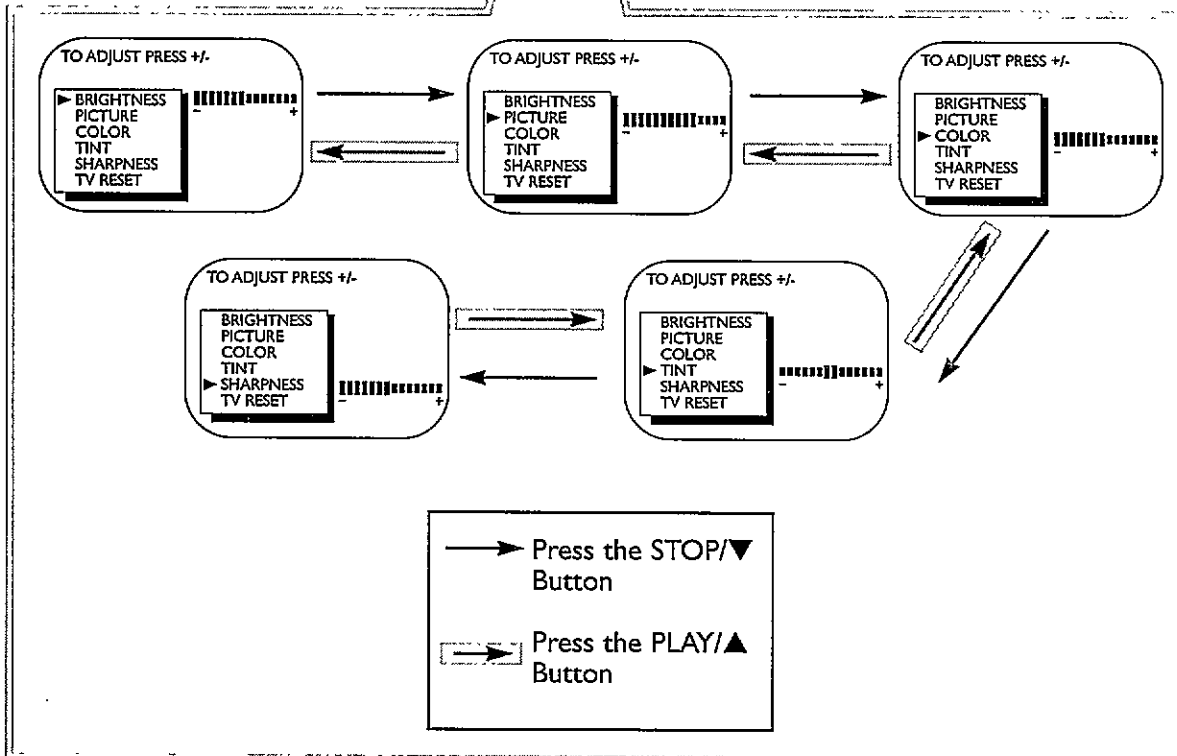 TO ADJUST PRESS +/-
► BRIGHTNESS
PICTURE
COLOR
TINT
SHARPNESS
TV RESET
- +
TO ADJUST PRESS +/-
BRIGHTNESS
► PICTURE
COLOR
TINT
SHARPNESS
TV RESET
- +
TO ADJUST PRESS +/-
BRIGHTNESS
PICTURE
► COLOR
TINT
SHARPNESS
TV RESET
- +
TO ADJUST PRESS +/-
BRIGHTNESS
PICTURE
COLOR
TINT
► SHARPNESS
TV RESET
- +
TO ADJUST PRESS +/-
BRIGHTNESS
PICTURE
COLOR
► TINT
SHARPNESS
TV RESET
- +
Press the STOP/▼
Button
Press the PLAY/▲
Button